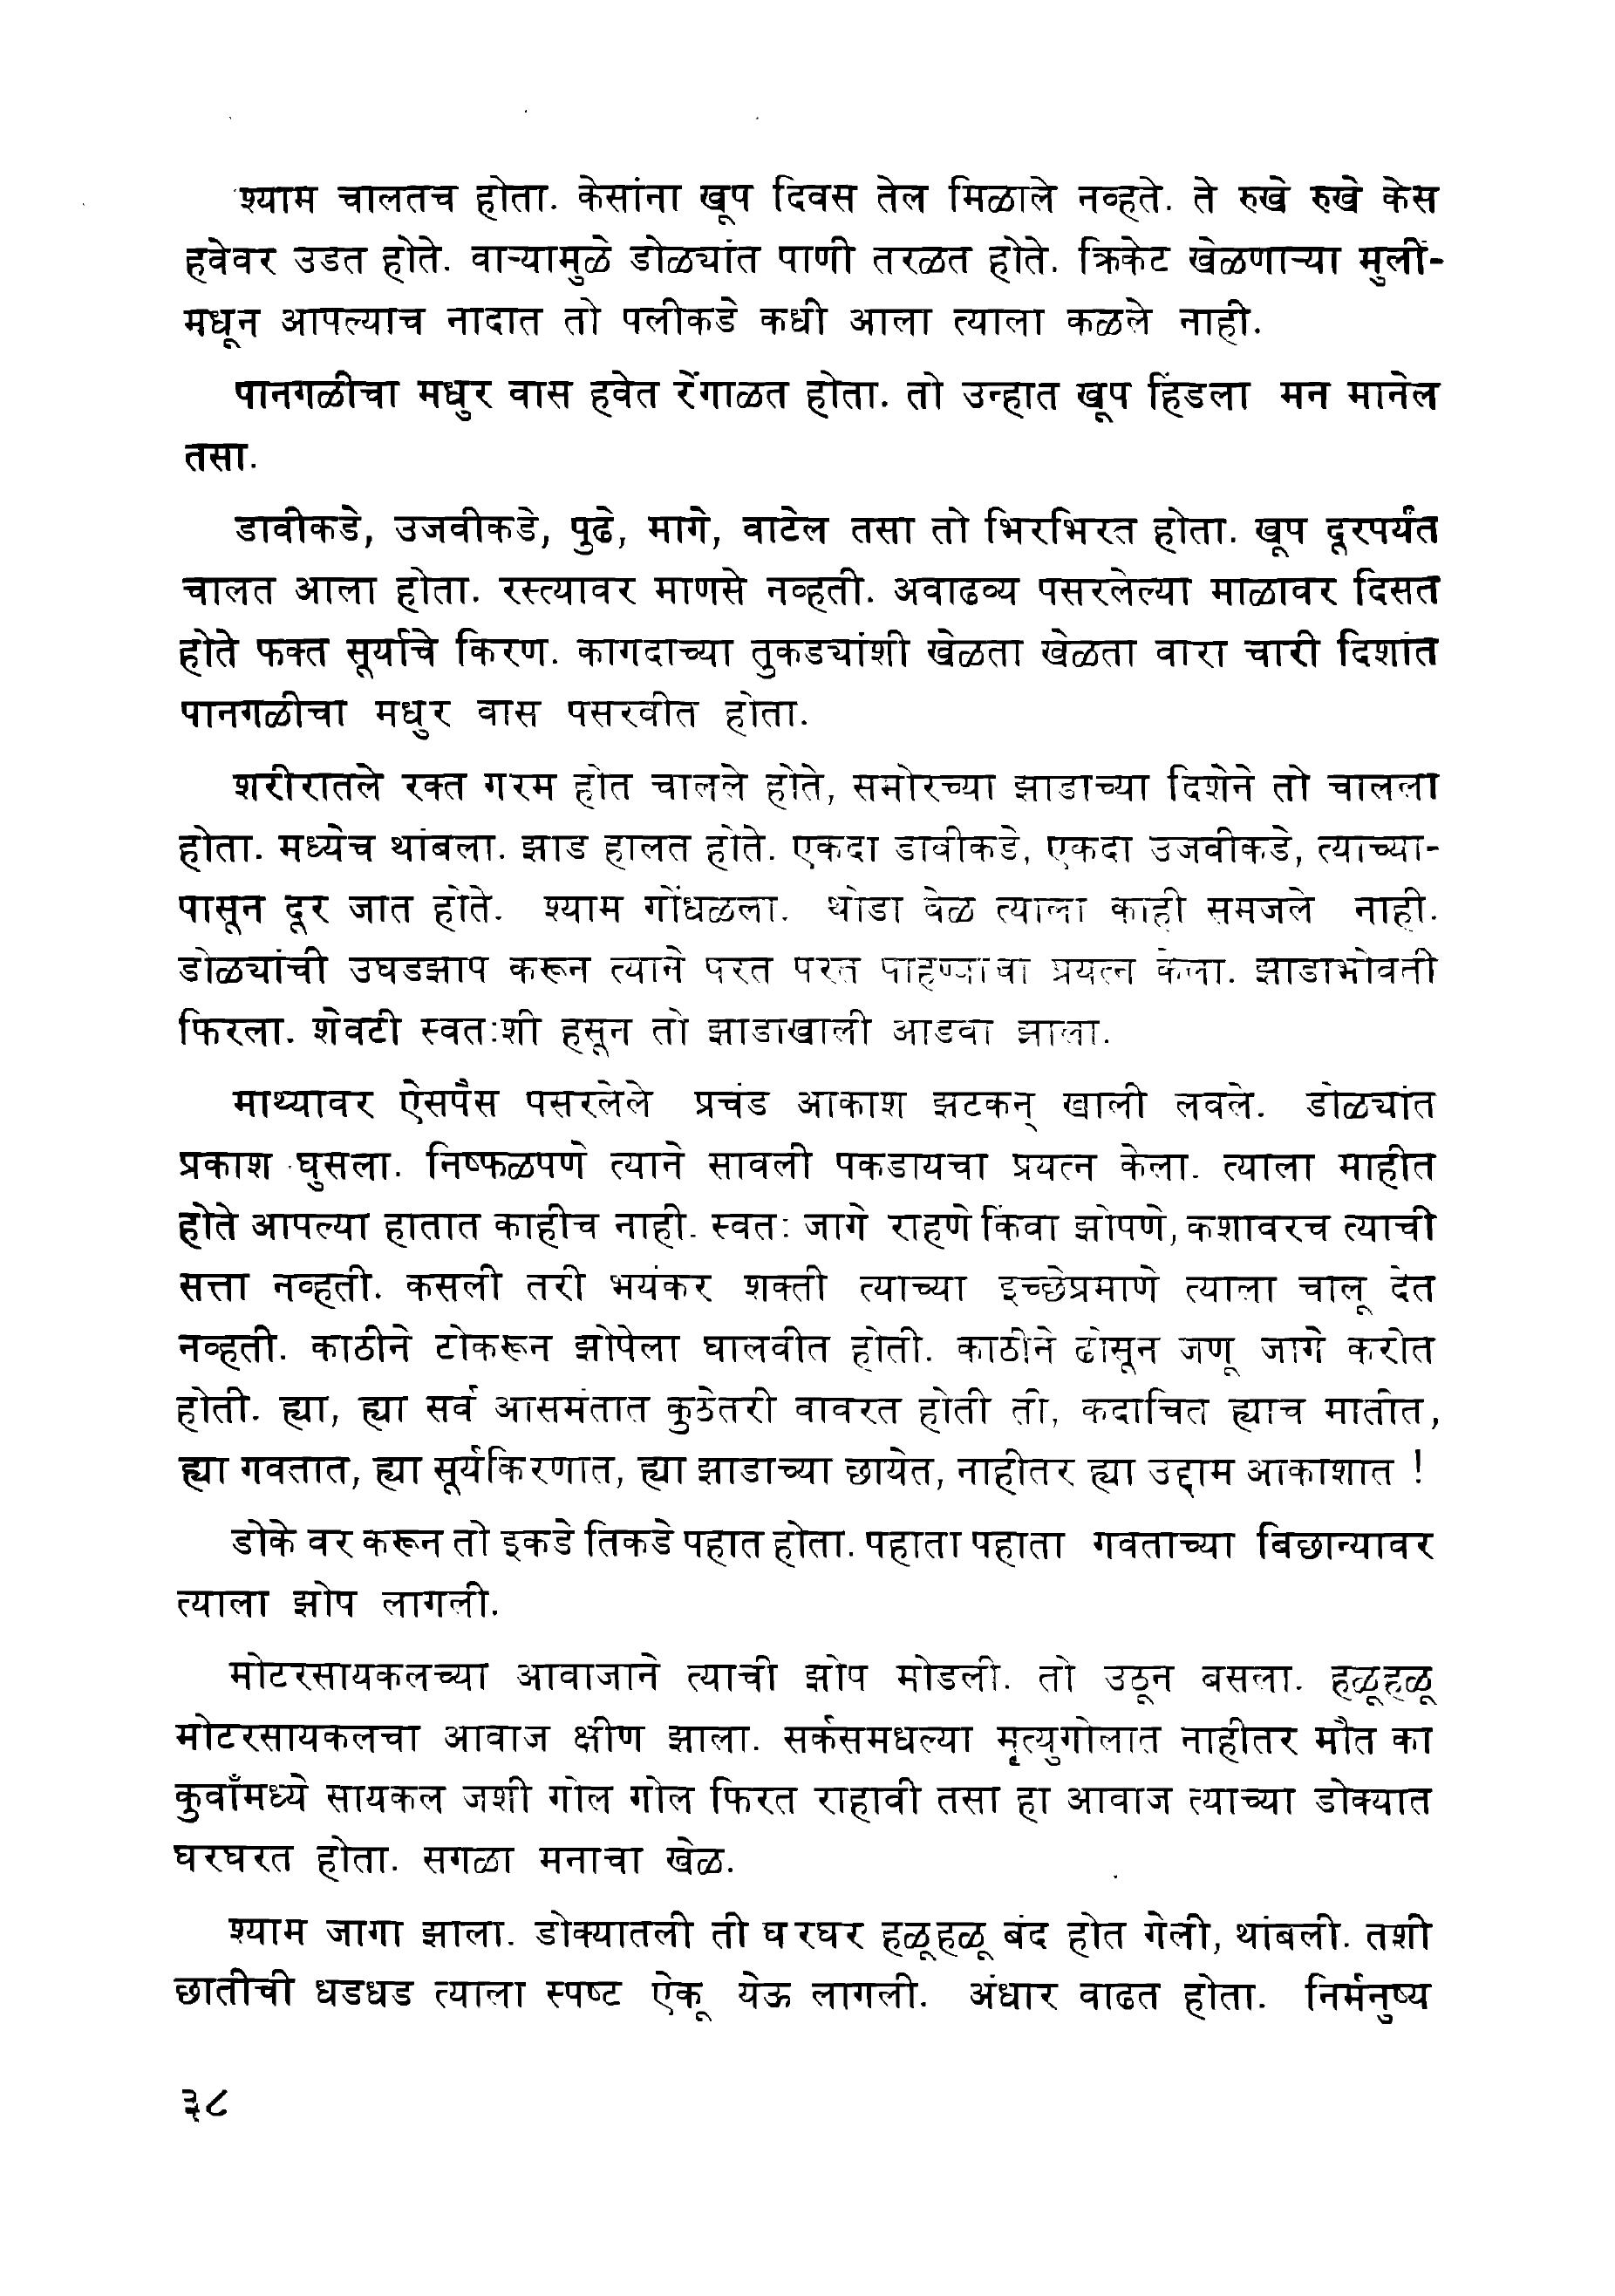 श्याम चालतच होता. केसांना खूप दिवस तेल मिळाले नव्हते. ते रुखे रुखे केस
हवेवर उडत होते. वाऱ्यामुळे डोळ्यांत पाणी तरळत होते. क्रिकेट खेळणाऱ्या मुलीं-
मधून आपल्याच नादात तो पलीकडे कधी आला त्याला कळले नाही.
पानगळीचा मधुर वास हवेत रेंगाळत होता. तो उन्हात खूप हिंडला मन मानेल
तसा.
डावीकडे, उजवीकडे, पुढे, मागे, वाटेल तसा तो भिरभिरत होता. खूप दूरपर्यंत
चालत आला होता. रस्त्यावर माणसे नव्हती. अवाढव्य पसरलेल्या माळावर दिसत
होते फक्त सूर्याचे किरण. कागदाच्या तुकड्यांशी खेळता खेळता वारा चारी दिशांत
पानगळीचा मधुर वास पसरवीत होता.
शरीरातले रक्त गरम होत चालले होते, समोरच्या झाडाच्या दिशेने तो चालला
होता. मध्येच थांबला. झाड हालत होते. एकदा डावीकडे, एकदा उजवीकडे, त्याच्या-
पासून दूर जात होते. श्याम गोंधळला. थोडा वेळ त्याला काही समजले नाही.
डोळ्यांची उघडझाप करून त्याने परत परत पाहण्याचा प्रयत्न केला. झाडाभोवती
फिरला. शेवटी स्वतःशी हसून तो झाडाखाली आडवा झाला.
माथ्यावर ऐसपैस पसरलेले प्रचंड आकाश झटकन् खाली लवले. डोळ्यांत
प्रकाश घुसला. निष्फळपणे त्याने सावली पकडायचा प्रयत्न केला. त्याला माहीत
होते आपल्या हातात काहीच नाही. स्वतः जागे राहणे किंवा झोपणे, कशावरच त्याची
सत्ता नव्हती. कसली तरी भयंकर शक्ती त्याच्या इच्छेप्रमाणे त्याला चालू देत
नव्हती. काठीने टोकरून झोपेला घालवीत होती. काठीने ढोसून जणू जागे करीत
होती. ह्या, ह्या सर्व आसमंतात कुठेतरी वावरत होती ती, कदाचित ह्याच मातीत,
ह्या गवतात, ह्या सूर्यकिरणात, ह्या झाडाच्या छायेत, नाहीतर ह्या उद्दाम आकाशात !
डोके वर करून तो इकडे तिकडे पहात होता. पहाता पहाता गवताच्या बिछान्यावर
त्याला झोप लागली.
मोटरसायकलच्या आवाजाने त्याची झोप मोडली. तो उठून बसला. हळूहळू
मोटरसायकलचा आवाज क्षीण झाला. सर्कसमधल्या मृत्युगोलात नाहीतर मौत का
कुवाँमध्ये सायकल जशी गोल गोल फिरत राहावी तसा हा आवाज त्याच्या डोक्यात
घरघरत होता. सगळा मनाचा खेळ.
श्याम जागा झाला. डोक्यातली ती घरघर हळूहळू बंद होत गेली, थांबली. तशी
छातीची धडधड त्याला स्पष्ट ऐकू येऊ लागली. अंधार वाढत होता. निर्मनुष्य
३८